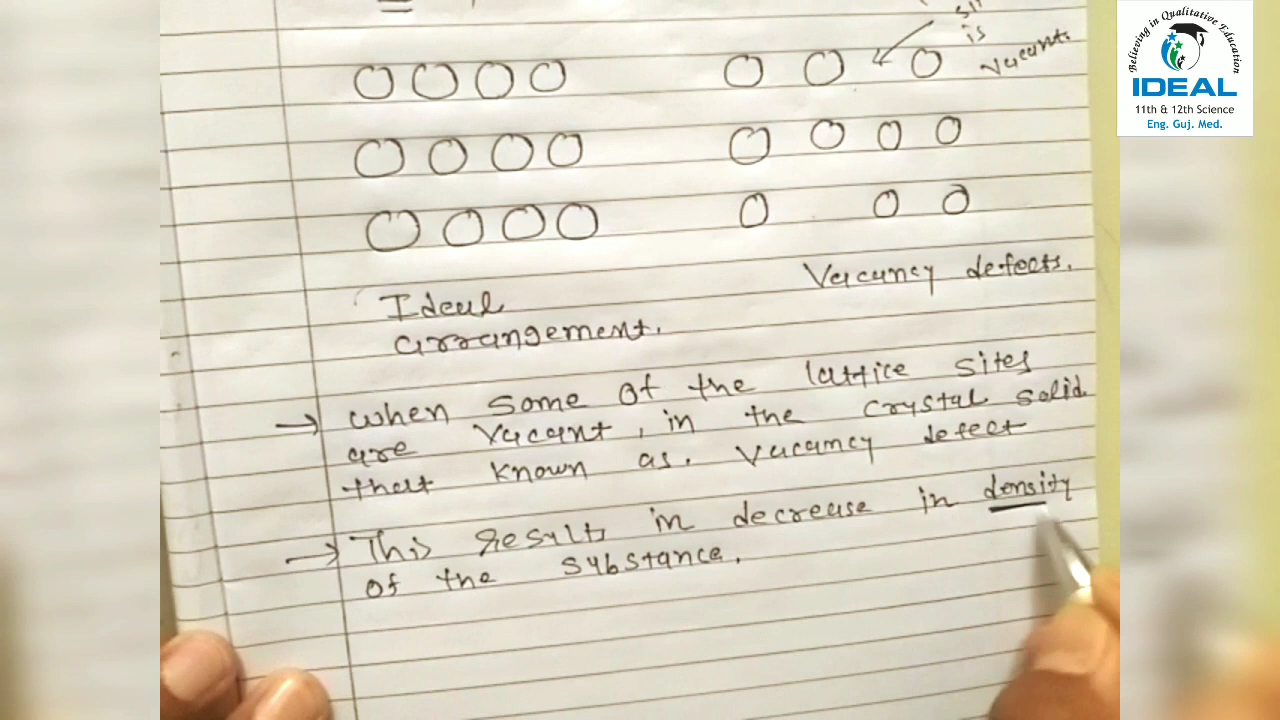 is
vacant.
Vacancy defects.
Ideal
arrangement.
→ When some of the lattice sites
are vacant, in the crystal solid
that known as. Vacancy defect
→ This results in decrease in density
of the substance.
Believing in Qualitative Education
IDEAL
11th & 12th Science
Eng. Guj. Med.